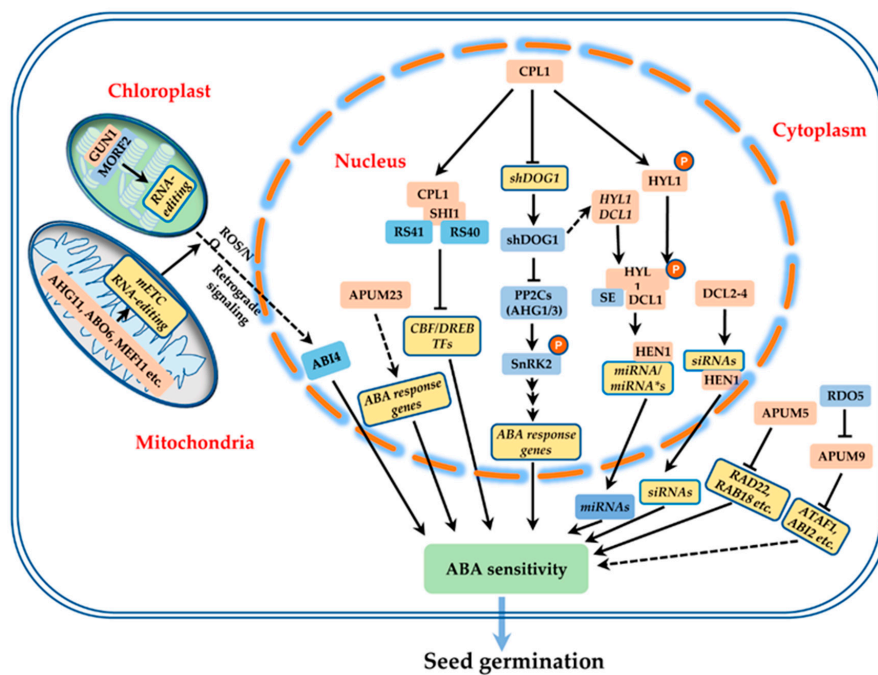 CPL1
Chloroplast
Cytoplasm
GUN1
MORF2
RNA-
editing
Nucleus
P
shDOG1
HYL1
CPL1
SHI1
RS41
RS40
HYL1
DCL1
shDOG1
ROS/N
O
Retrograde
signaling
mETC
RNA-editing
AHG11, ABO6, MEF11 etc.
P
HYL
1
SE
DCL1
APUM23
PP2Cs
(AHG1/3)
DCL2-4
CBF/DREB
TFs
P
SnRK2
HEN1
siRNAs
ABI4
miRNA/
miRNA*s
HEN1
ABA response
genes
RDO5
APUM5
Mitochondria
ABA response
genes
APUM9
RAD22,
RAB18 etc.
siRNAs
miRNAs
ATAF1,
ABI2 etc.
ABA sensitivity
Seed germination